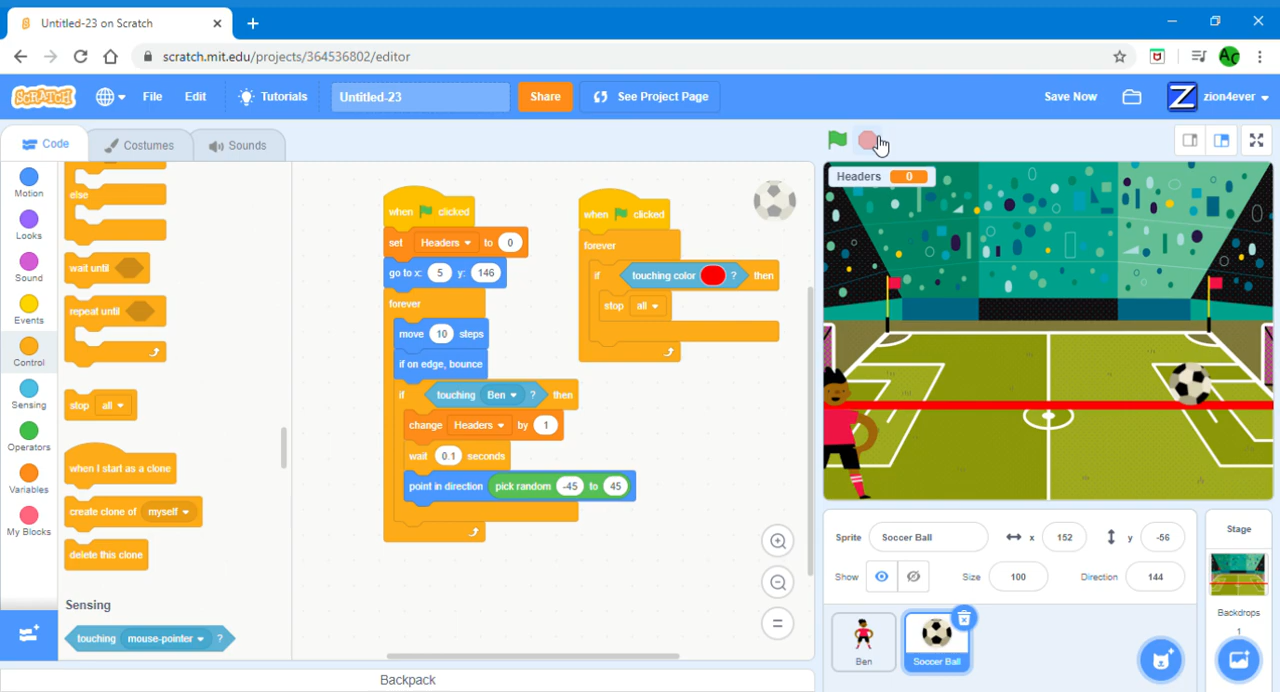 Untitled-23 on Scratch
scratch.mit.edu/projects/364536802/editor
SCRATCH File Edit Tutorials Untitled-23 Share See Project Page Save Now Z zion4ever
Code Costumes Sounds
Motion
Looks
Sound
Events
Control
Sensing
Operators
Variables
My Blocks
else
wait until
repeat until
stop all
when I start as a clone
create clone of myself
delete this clone
Sensing
touching mouse-pointer ?
when clicked
set Headers to 0
go to x: 5 y: 146
forever
move 10 steps
if on edge, bounce
if touching Ben ? then
change Headers by 1
wait 0.1 seconds
point in direction pick random -45 to 45
when clicked
forever
if touching color ? then
stop all
Backpack
Headers 0
Sprite Soccer Ball x 152 y -56
Show Size 100 Direction 144
Ben
Soccer Ball
Stage
Backdrops
1